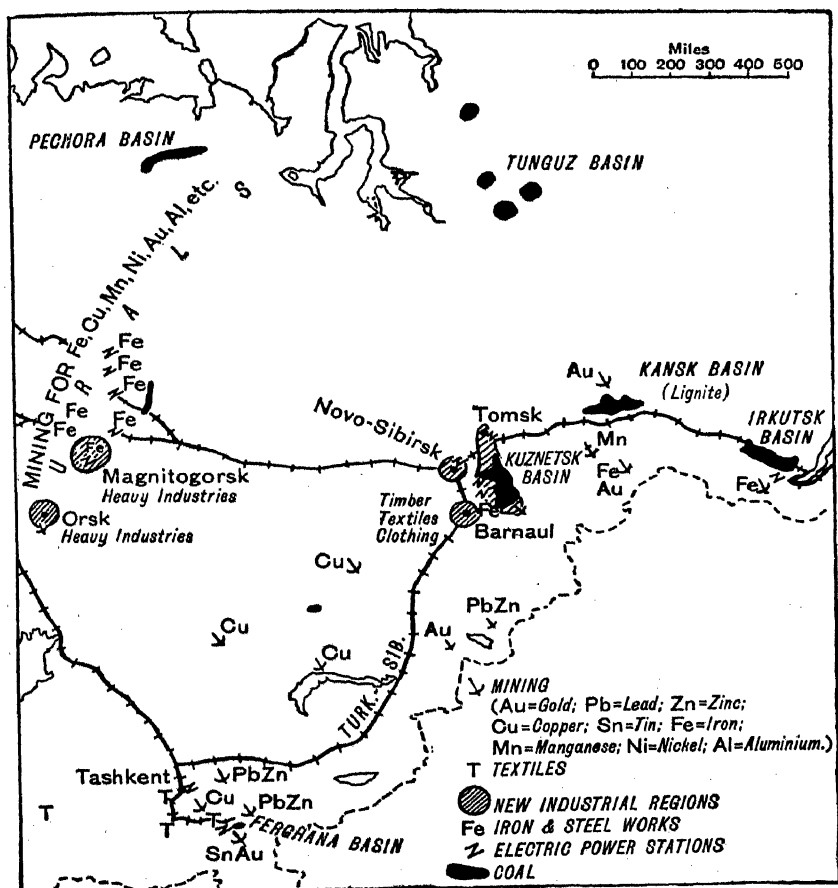 Miles
0 100 200 300 400 500
PECHORA BASIN
TUNGUZ BASIN
MINING FOR Fe, Cu, Mn, Ni, Au, Al, etc.
URALS
Fe
Fe
Fe
Fe
Fe
Fe
Au
KANSK BASIN
(Lignite)
Novo-Sibirsk
Tomsk
IRKUTSK
BASIN
Mn
KUZNETSK
BASIN
Magnitogorsk
Heavy Industries
Fe
Au
Fe
Orsk
Heavy Industries
Timber
Textiles
Clothing
Fe
Barnaul
Cu
PbZn
Cu
Au
Cu
TURK.-SIB.
MINING
(Au=Gold; Pb=Lead; Zn=Zinc;
Cu=Copper; Sn=Tin; Fe=Iron;
Mn=Manganese; Ni=Nickel; Al=Aluminium.)
T TEXTILES
Tashkent
PbZn
T
Cu
PbZn
T
T
T
FERGHANA BASIN
SnAu
NEW INDUSTRIAL REGIONS
Fe IRON & STEEL WORKS
ELECTRIC POWER STATIONS
COAL